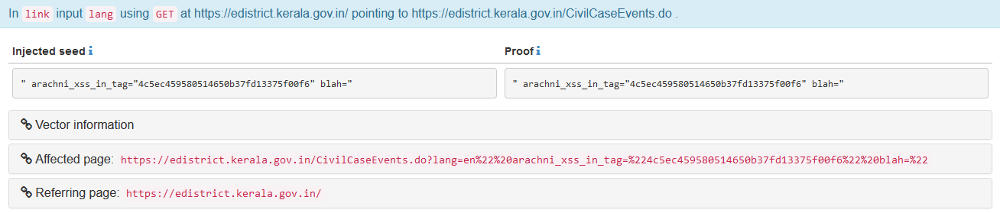 In link input lang using GET at https://edistrict.kerala.gov.in/ pointing to https://edistrict.kerala.gov.in/CivilCaseEvents.do .
Injected seed Proof
" arachni_xss_in_tag="4c5ec459580514650b37fd13375f00f6" blah=" " arachni_xss_in_tag="4c5ec459580514650b37fd13375f00f6" blah="
Vector information
Affected page: https://edistrict.kerala.gov.in/CivilCaseEvents.do?lang=en%22%20arachni_xss_in_tag=%224c5ec459580514650b37fd13375f00f6%22%20blah=%22
Referring page: https://edistrict.kerala.gov.in/